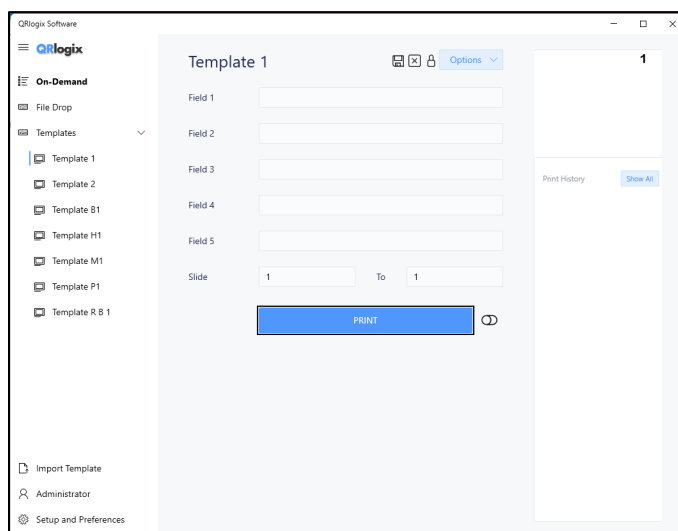 QRlogix Software
QRlogix
On-Demand
File Drop
Templates
Template 1
Template 2
Template B1
Template H1
Template M1
Template P1
Template R B 1
Import Template
Administrator
Setup and Preferences
Template 1
Options
Field 1
Field 2
Field 3
Field 4
Field 5
Slide 1 To 1
PRINT
1
Print History Show All